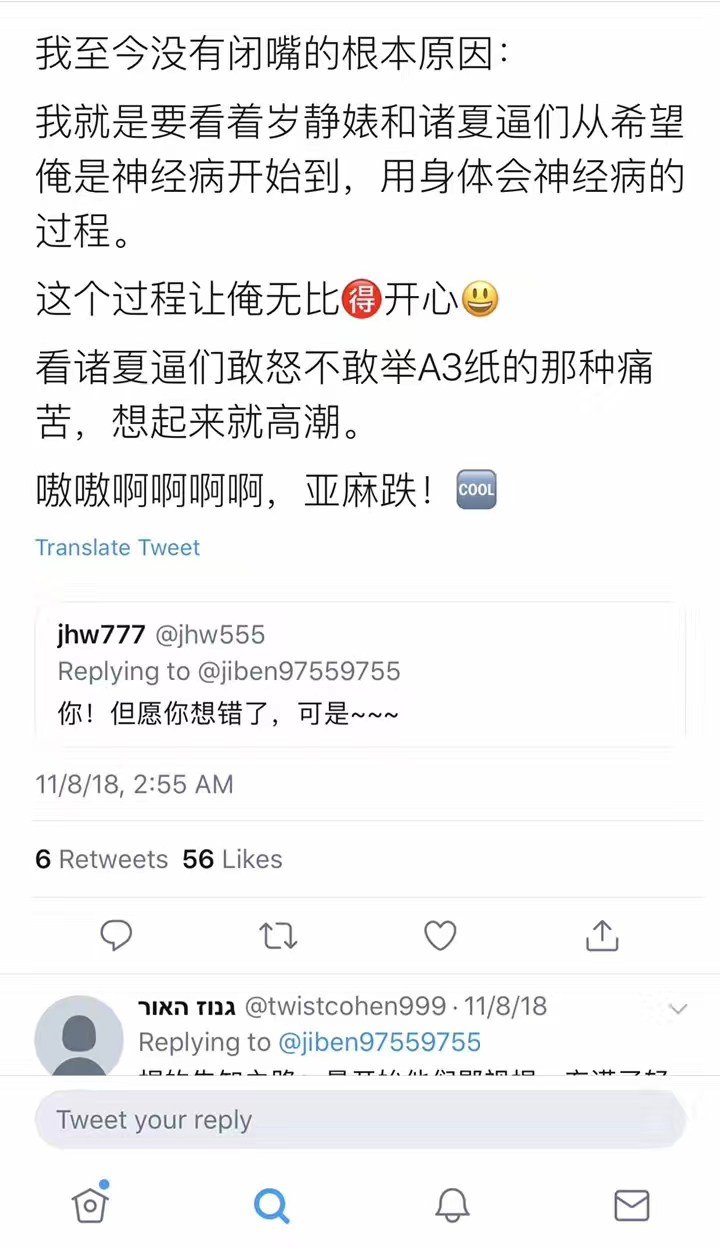 我至今没有闭嘴的根本原因：
我就是要看着岁静婊和诸夏逼们从希望
俺是神经病开始到，用身体会神经病的
过程。
这个过程让俺无比🉐开心😃
看诸夏逼们敢怒不敢举A3纸的那种痛
苦，想起来就高潮。
嗷嗷啊啊啊啊，亚麻跌！🆒
Translate Tweet
jhw777 @jhw555
Replying to @jiben97559755
你！但愿你想错了，可是~~~
11/8/18, 2:55 AM
6 Retweets 56 Likes
גנוז האור @twistcohen999 · 11/8/18
Replying to @jiben97559755
Tweet your reply